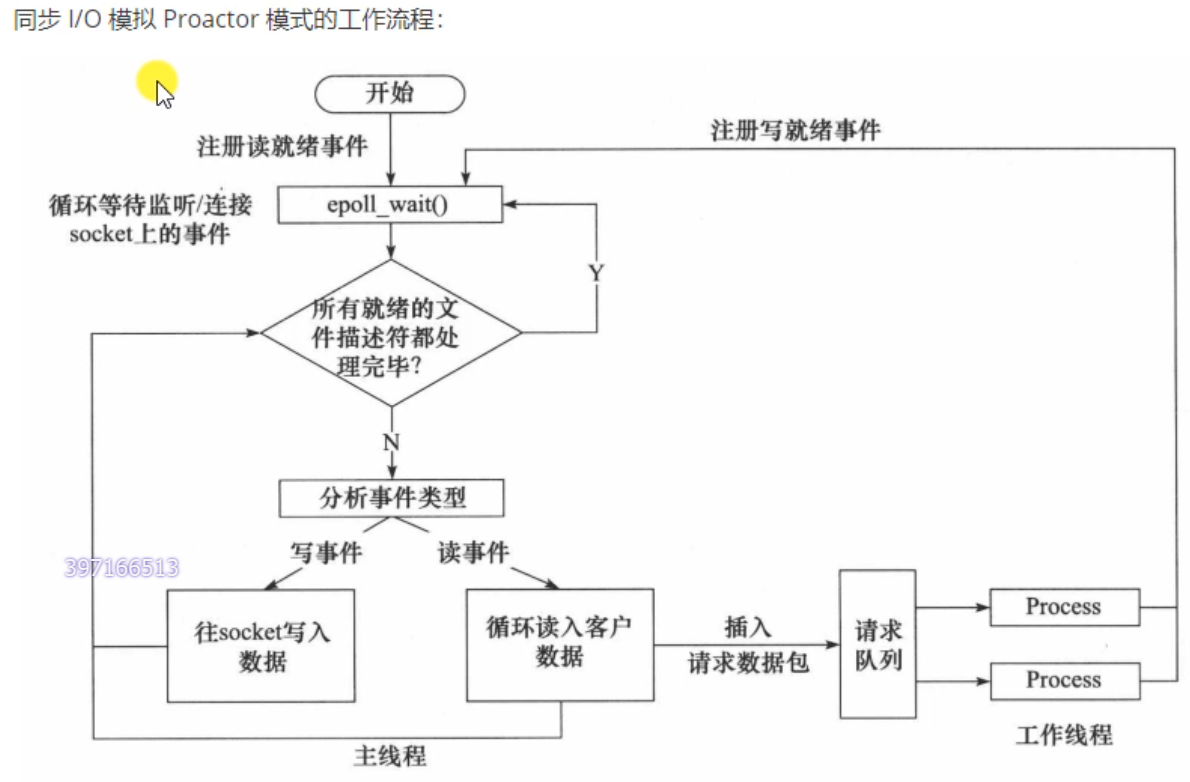 同步 I/O 模拟 Proactor 模式的工作流程：
开始
注册读就绪事件
注册写就绪事件
循环等待监听/连接
socket上的事件
epoll_wait()
Y
所有就绪的文
件描述符都处
理完毕？
N
分析事件类型
写事件
读事件
397166513
往socket写入
数据
循环读入客户
数据
插入
请求数据包
请求
队列
Process
Process
工作线程
主线程